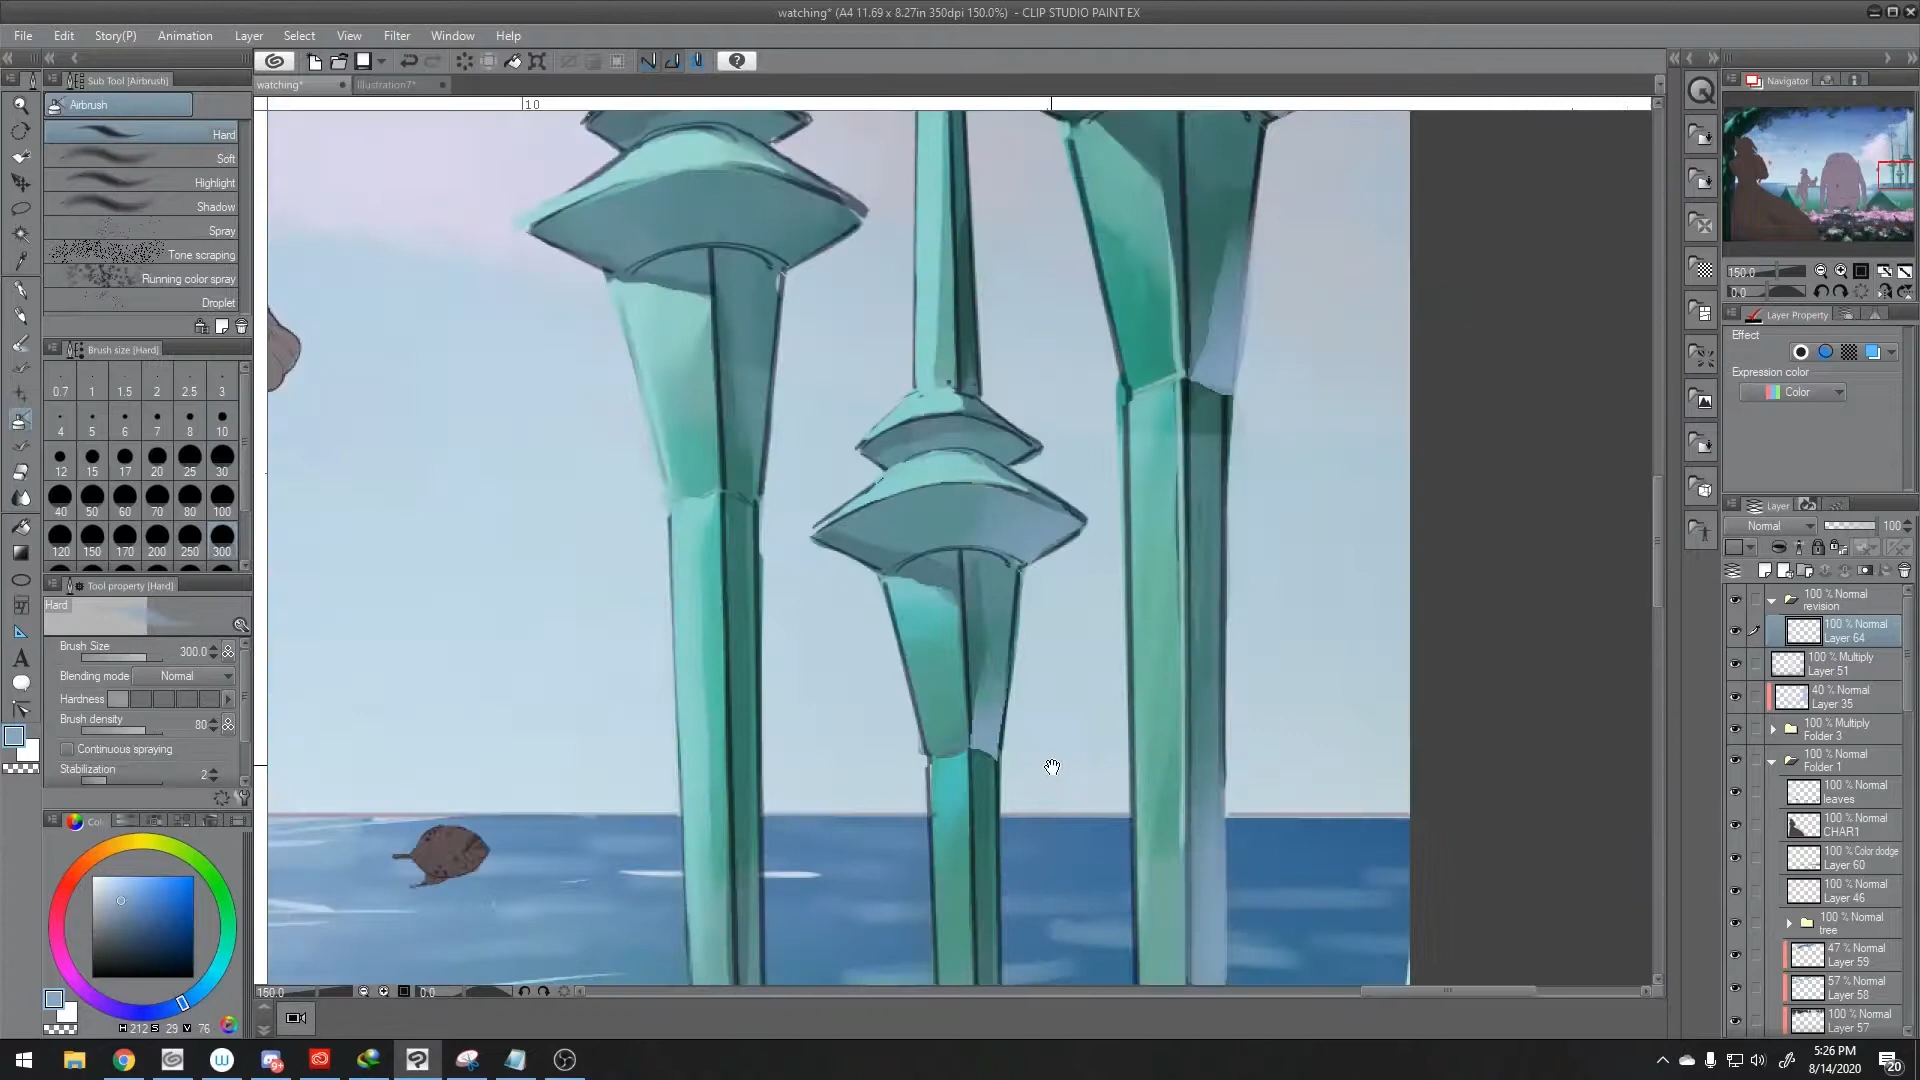 watching* (A4 11.69 x 8.27in 350dpi 150.0%) - CLIP STUDIO PAINT EX
File Edit Story(P) Animation Layer Select View Filter Window Help
Sub Tool [Airbrush]
Airbrush
Hard
Soft
Highlight
Shadow
Spray
Tone scraping
Running color spray
Droplet
Brush size [Hard]
0.7 1 1.5 2 2.5 3
4 5 6 7 8 10
12 15 17 20 25 30
40 50 60 70 80 100
120 150 170 200 250 300
Tool property [Hard]
Hard
Brush Size 300.0
Blending mode Normal
Hardness
Brush density 80
Continuous spraying
Stabilization 2
H 212 S 29 V 76
watching* Illustration7*
10
150.0 0.0
Navigator
150.0
0.0
Layer Property
Effect
Expression color
Color
Layer
Normal 100
100 % Normal
revision
100 % Normal
Layer 64
100 % Multiply
Layer 51
40 % Normal
Layer 35
100 % Multiply
Folder 3
100 % Normal
Folder 1
100 % Normal
leaves
100 % Normal
CHAR1
100 % Color dodge
Layer 60
100 % Normal
Layer 46
100 % Normal
tree
47 % Normal
Layer 59
57 % Normal
Layer 58
100 % Normal
Layer 57
9+
5:26 PM
8/14/2020
20